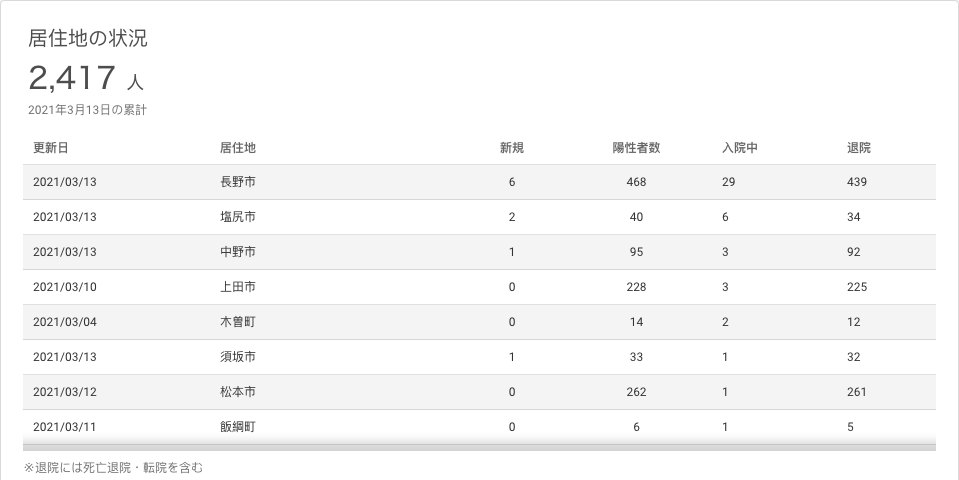 居住地の状況
2,417 人
2021年3月13日の累計
更新日 居住地 新規 陽性者数 入院中 退院
2021/03/13 長野市 6 468 29 439
2021/03/13 塩尻市 2 40 6 34
2021/03/13 中野市 1 95 3 92
2021/03/10 上田市 0 228 3 225
2021/03/04 木曽町 0 14 2 12
2021/03/13 須坂市 1 33 1 32
2021/03/12 松本市 0 262 1 261
2021/03/11 飯綱町 0 6 1 5
※退院には死亡退院・転院を含む